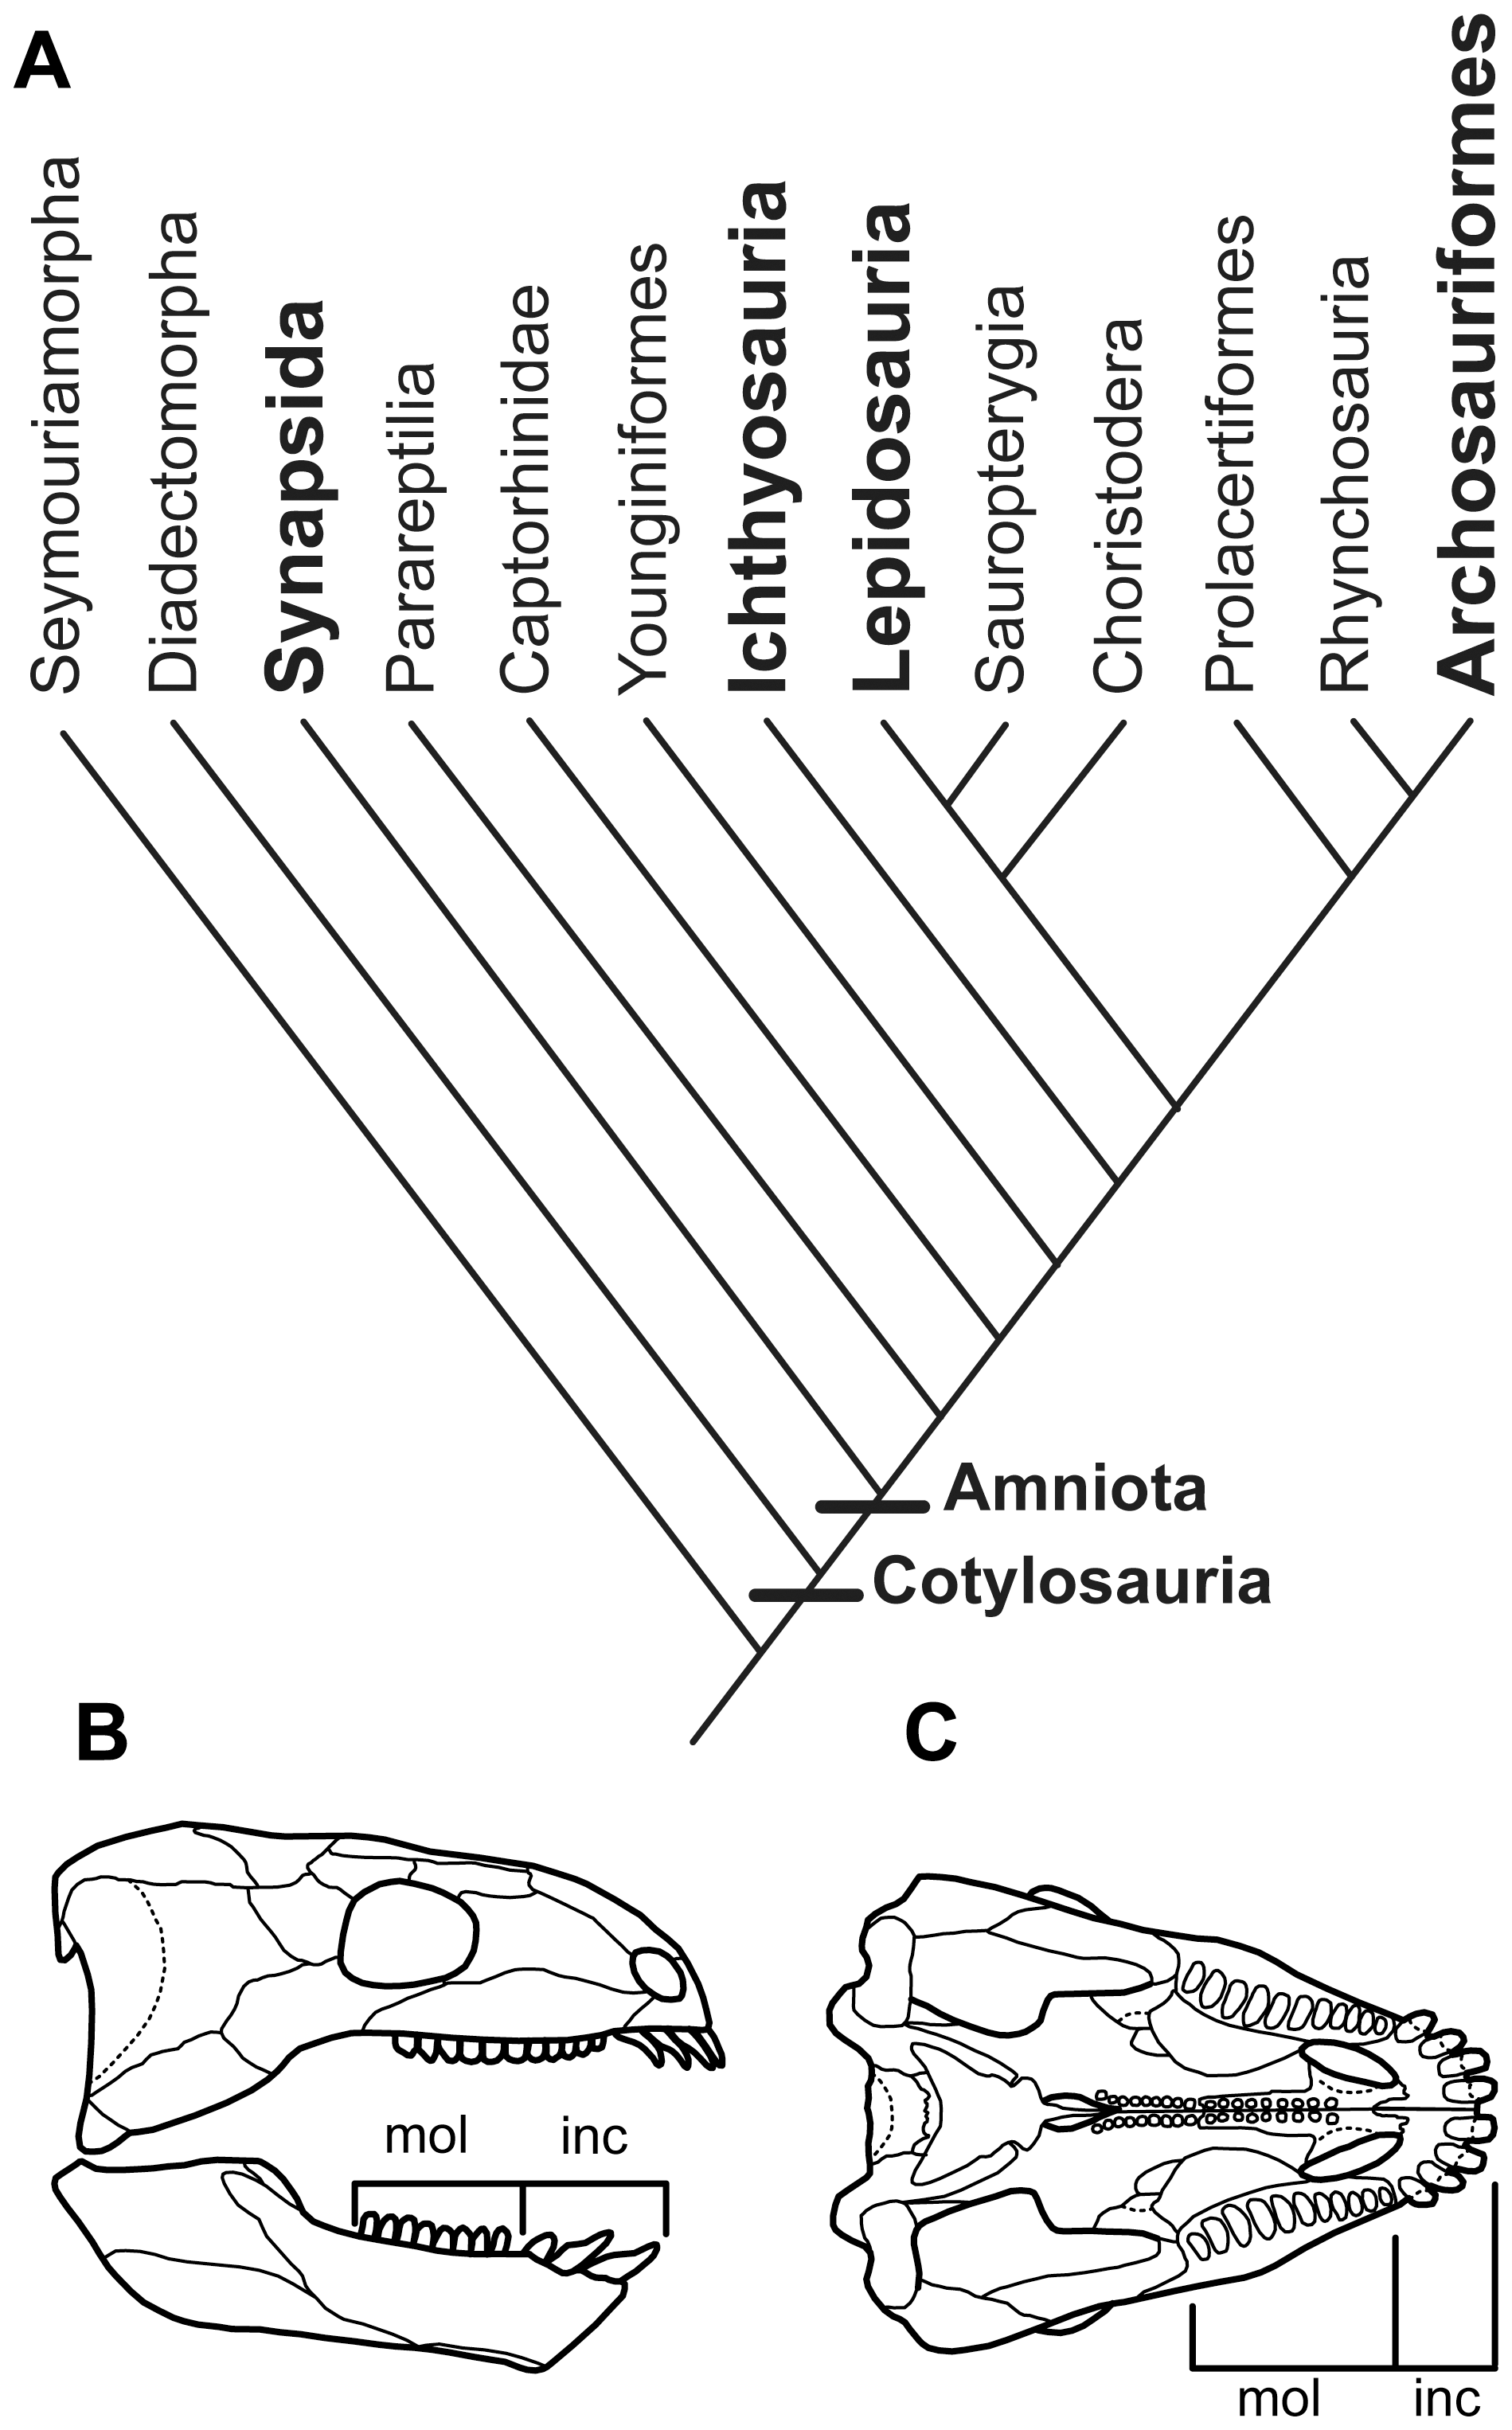 A
Seymouriamorpha
Diadectomorpha
Synapsida
Parareptilia
Captorhinidae
Younginiformes
Ichthyosauria
Lepidosauria
Sauropterygia
Choristodera
Prolacertiformes
Rhynchosauria
Archosauriformes
Amniota
Cotylosauria
B
C
mol inc
mol inc